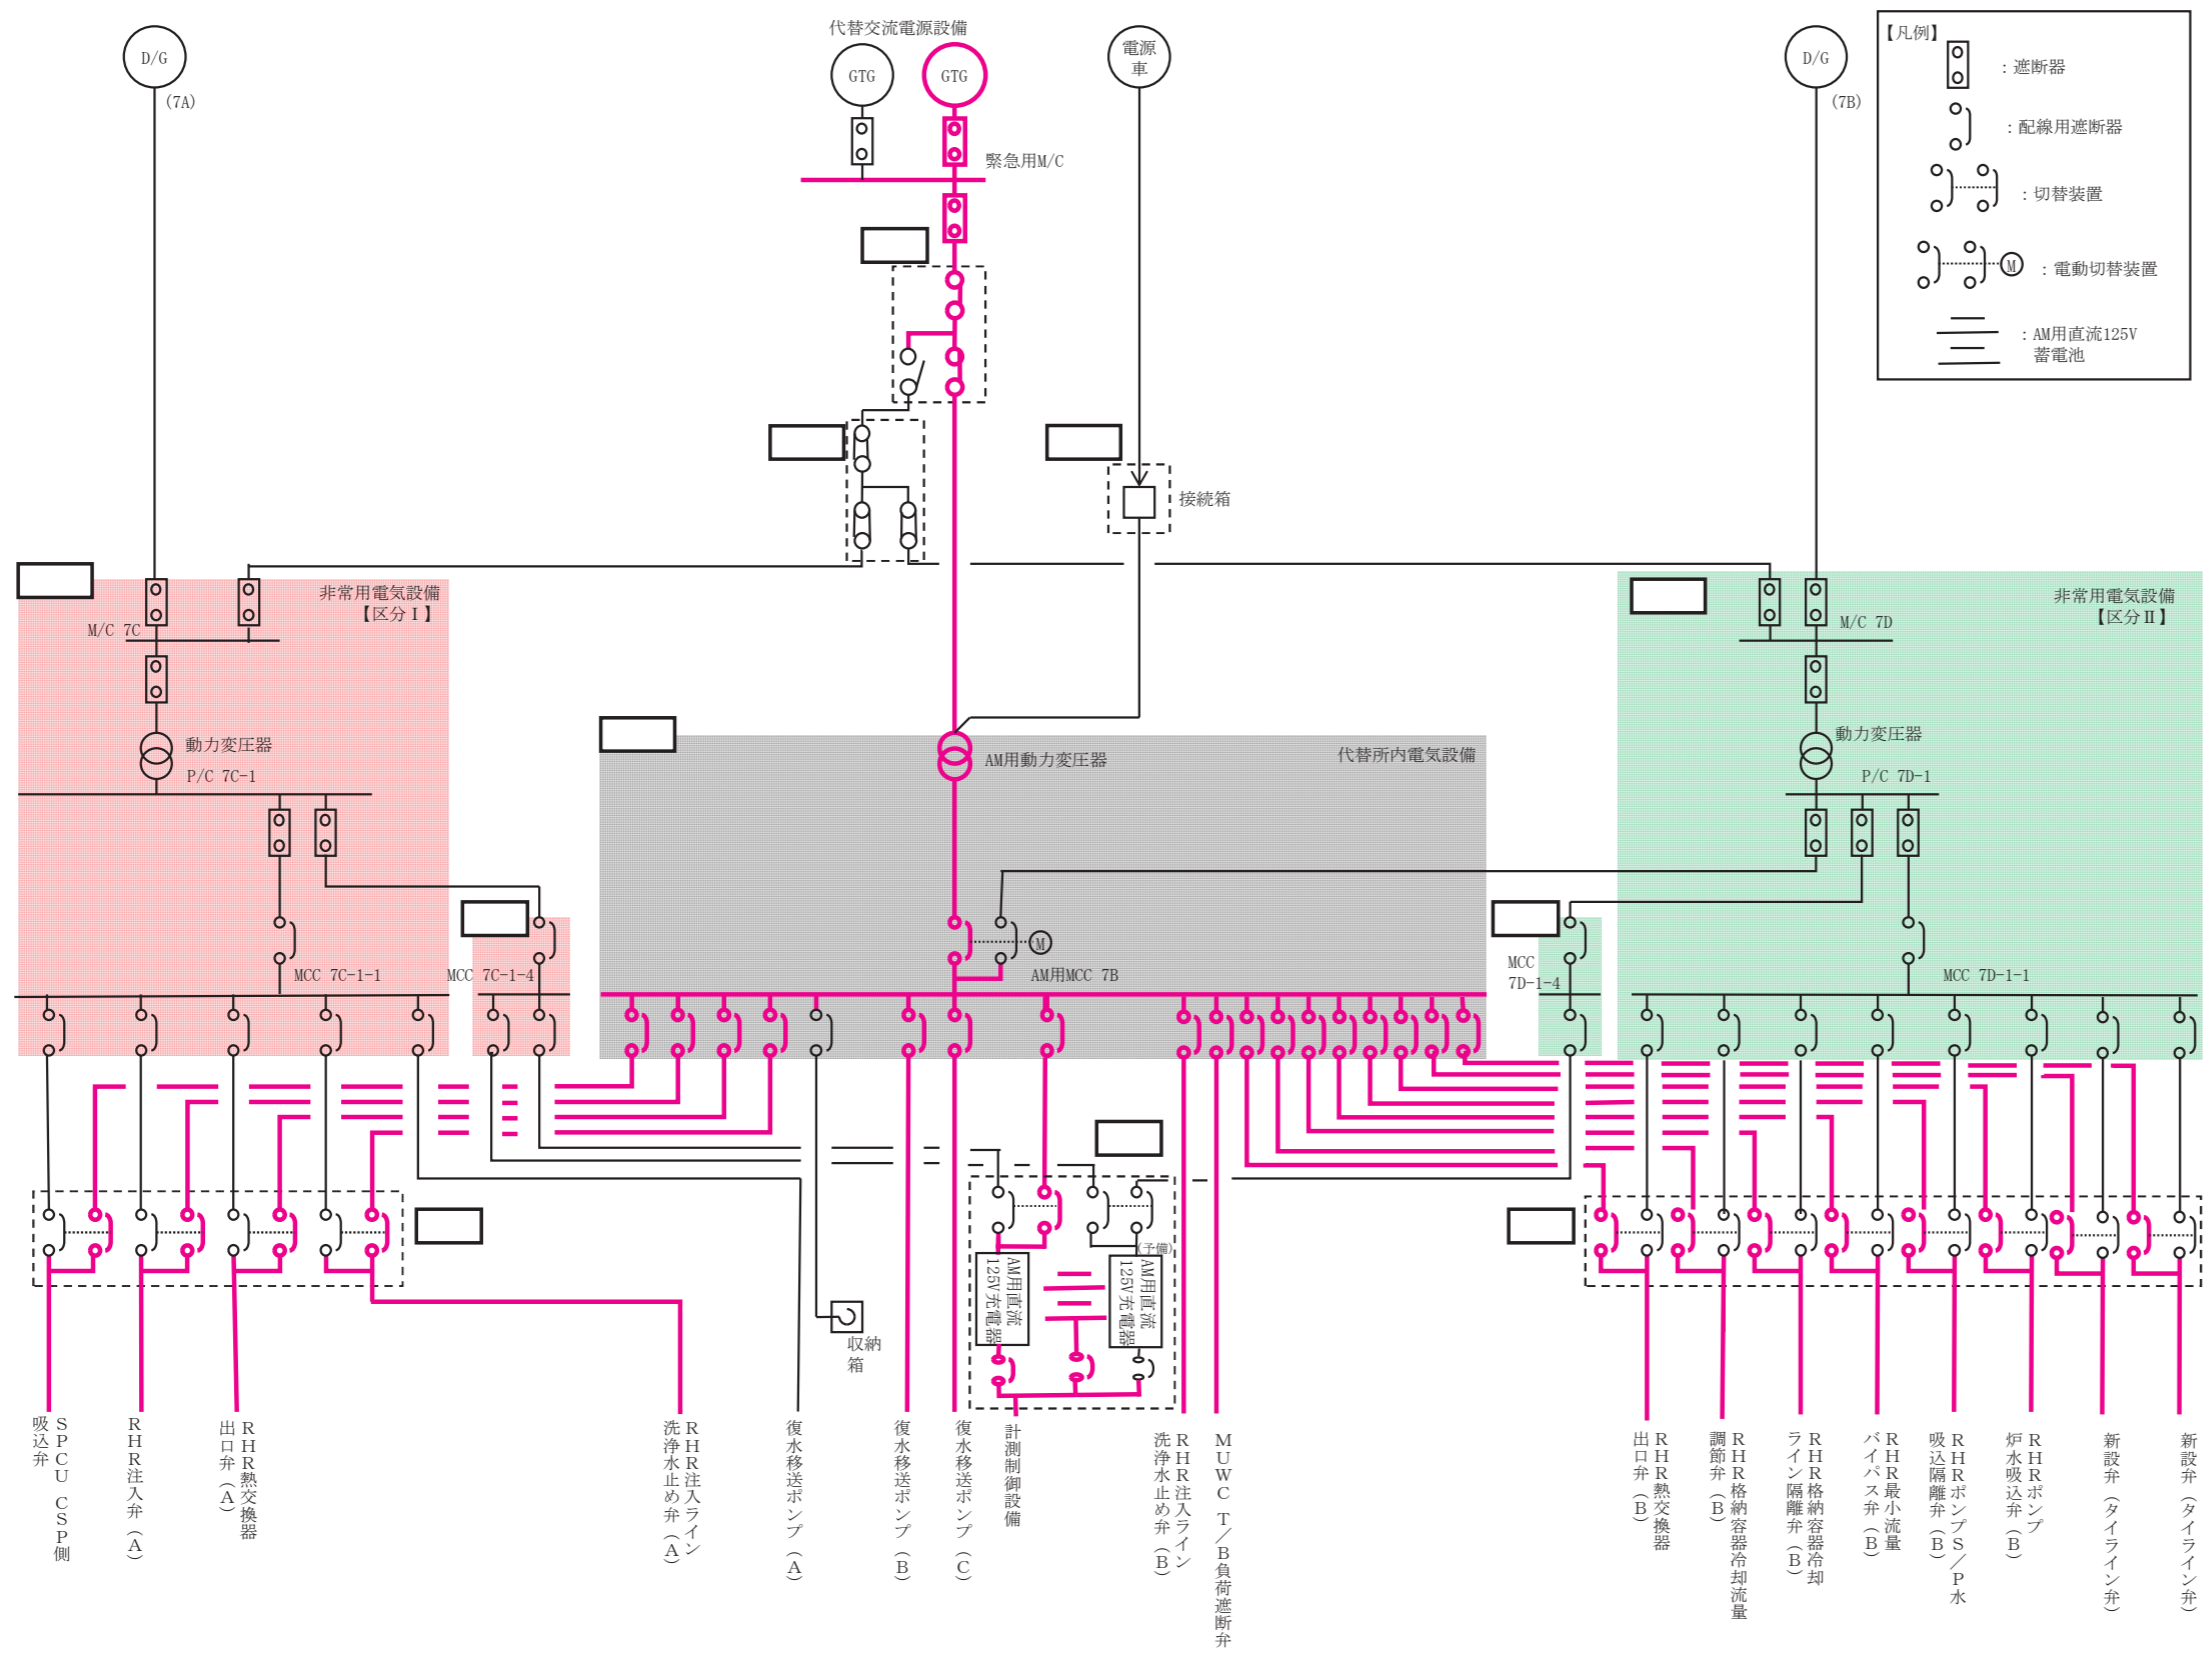 代替交流電源設備
D/G
(7A)
GTG
GTG
電源
車
D/G
(7B)
緊急用M/C
【凡例】
:遮断器
:配線用遮断器
:切替装置
M
:電動切替装置
:AM用直流125V
蓄電池
接続箱
非常用電気設備
【区分Ⅰ】
M/C 7C
動力変圧器
P/C 7C-1
MCC 7C-1-1
MCC 7C-1-4
代替所内電気設備
AM用動力変圧器
M
AM用MCC 7B
非常用電気設備
【区分Ⅱ】
M/C 7D
動力変圧器
P/C 7D-1
MCC
7D-1-4
MCC 7D-1-1
(予備)
AM用直流
125V充電器
AM用直流
125V充電器
収納
箱
SPCU CSP側
吸込弁
RHR注入弁(A)
RHR熱交換器
出口弁(A)
RHR注入ライン
洗浄水止め弁(A)
復水移送ポンプ(A)
復水移送ポンプ(B)
復水移送ポンプ(C)
計測制御設備
RHR注入ライン
洗浄水止め弁(B)
MUWC T/B負荷遮断弁
RHR熱交換器
出口弁(B)
RHR格納容器冷却流量
調節弁(B)
RHR格納容器冷却
ライン隔離弁(B)
RHR最小流量
バイパス弁(B)
RHRポンプS/P水
吸込隔離弁(B)
RHRポンプ
炉水吸込弁(B)
新設弁(タイライン弁)
新設弁(タイライン弁)